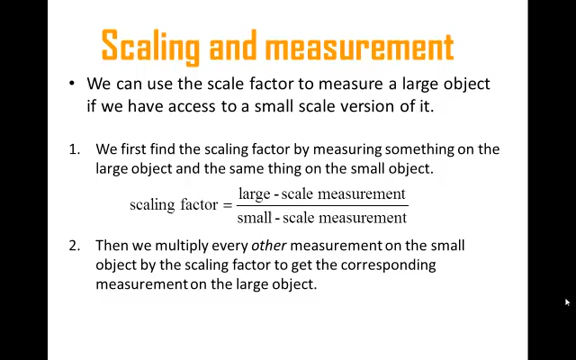 Scaling and measurement
• We can use the scale factor to measure a large object
if we have access to a small scale version of it.
1. We first find the scaling factor by measuring something on the
large object and the same thing on the small object.
scaling factor = large - scale measurement / small - scale measurement
2. Then we multiply every other measurement on the small
object by the scaling factor to get the corresponding
measurement on the large object.